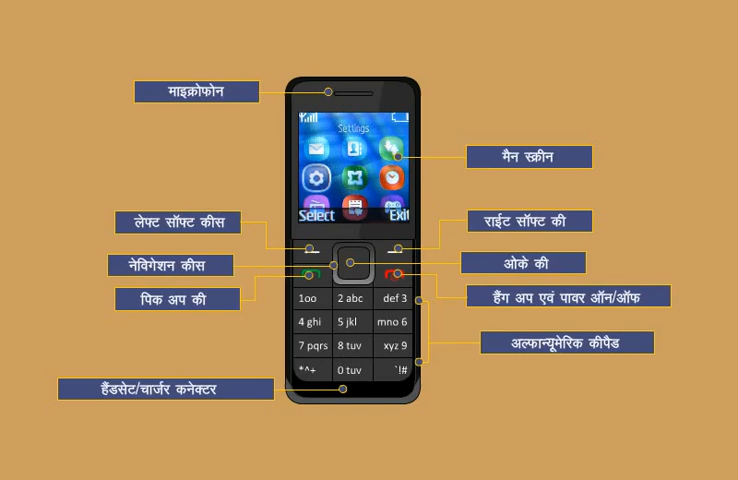 माइक्रोफोन
Settings
मैन स्क्रीन
Select Exit
लेफ्ट सॉफ्ट कीस
राईट सॉफ्ट की
नेविगेशन कीस
ओके की
पिक अप की
हैंग अप एवं पावर ऑन/ऑफ
1oo 2 abc def 3
4 ghi 5 jkl mno 6
7 pqrs 8 tuv xyz 9
*^+ 0 tuv `!#
अल्फान्यूमेरिक कीपैड
हैंडसेट/चार्जर कनेक्टर